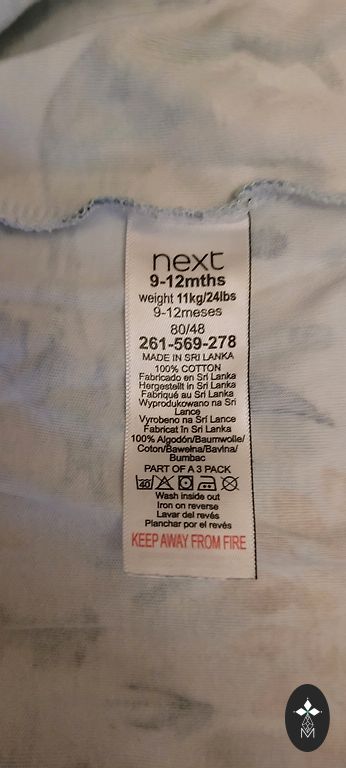 next
9-12mths
weight 11kg/24lbs
9-12meses
80/48
261-569-278
MADE IN SRI LANKA
100% COTTON
Fabricado en Sri Lanka
Hergestellt in Sri Lanka
Fabriqué au Sri Lanka
Wyprodukowano na Sri
Lance
Vyrobeno na Srí Lance
Fabricat în Sri Lanka
100% Algodón/Baumwolle/
Coton/Bawełna/Bavlna/
Bumbac
PART OF A 3 PACK
40
Wash inside out
Iron on reverse
Lavar del revés
Planchar por el revés
KEEP AWAY FROM FIRE
M